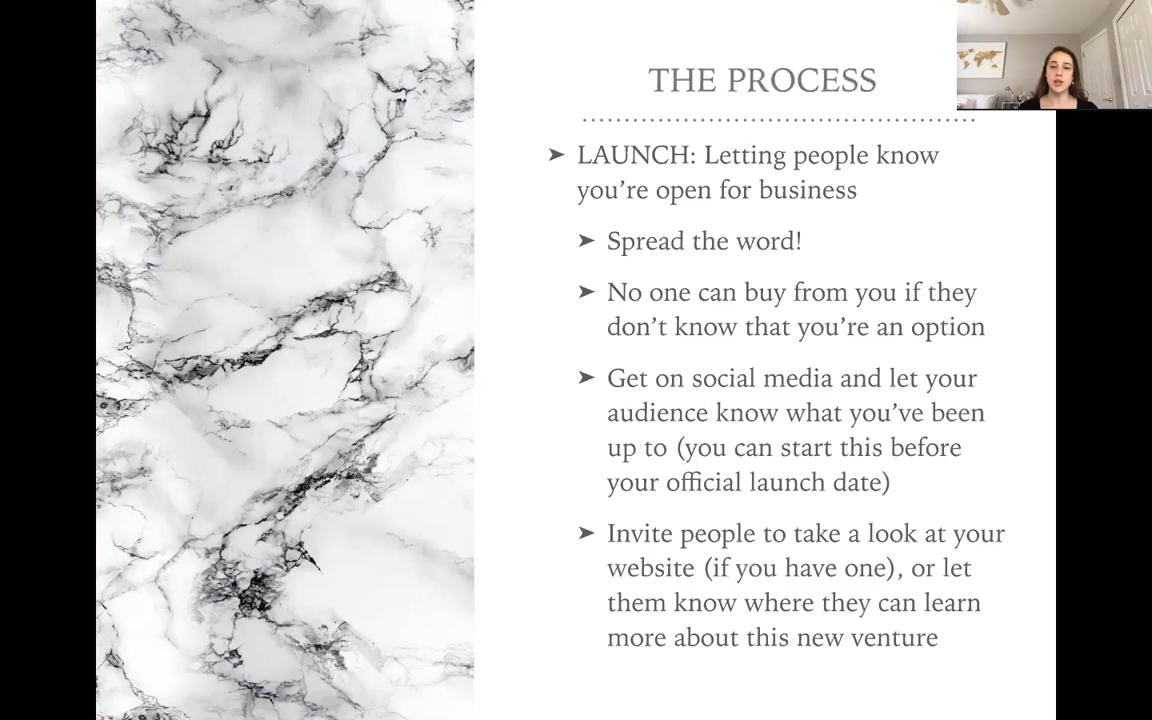 THE PROCESS
➤ LAUNCH: Letting people know
you’re open for business
➤ Spread the word!
➤ No one can buy from you if they
don’t know that you’re an option
➤ Get on social media and let your
audience know what you’ve been
up to (you can start this before
your official launch date)
➤ Invite people to take a look at your
website (if you have one), or let
them know where they can learn
more about this new venture